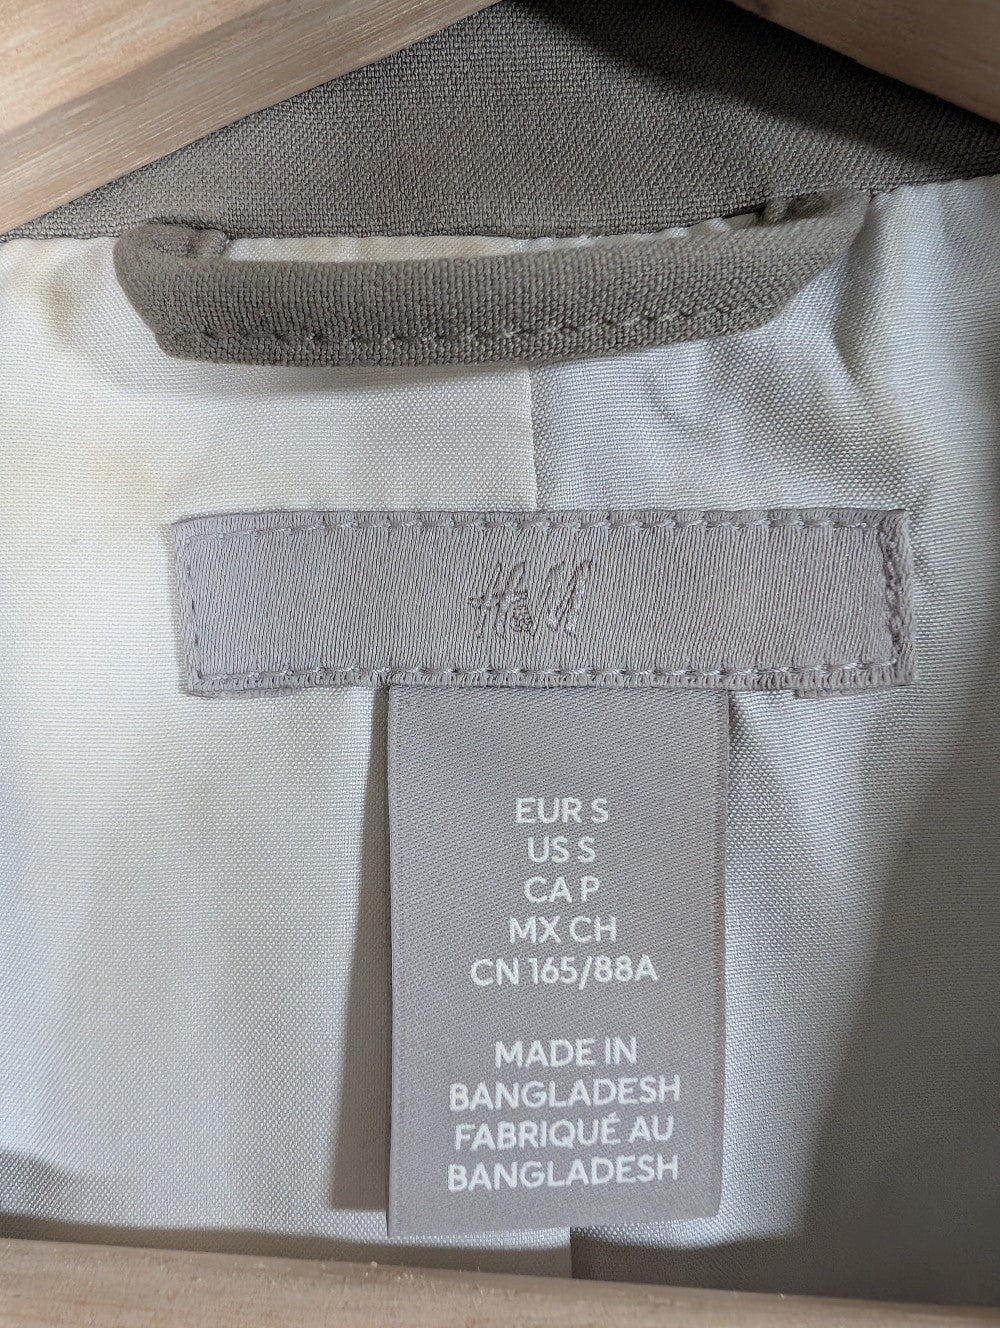 H&M
EUR S
US S
CA P
MX CH
CN 165/88A
MADE IN
BANGLADESH
FABRIQUÉ AU
BANGLADESH